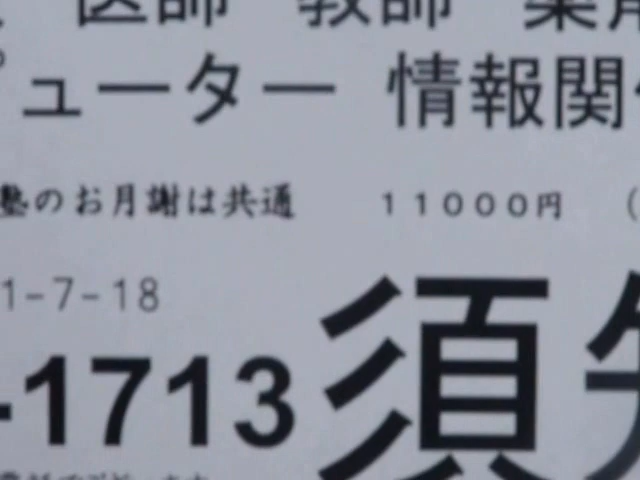 医師 教師 薬
ューター 情報関
塾のお月謝は共通 11000円 (
1-7-18
-1713 須